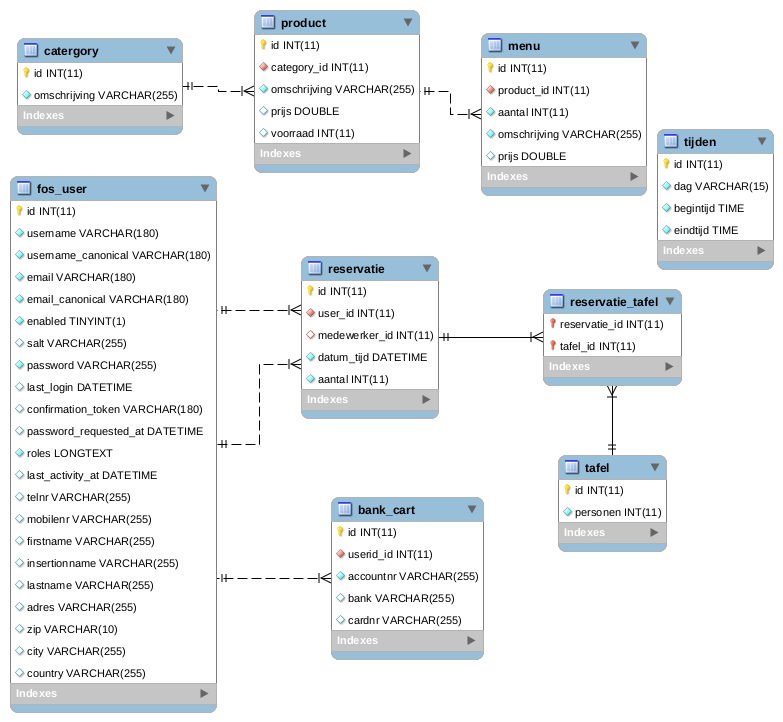 catergory
id INT(11)
omschrijving VARCHAR(255)
Indexes
product
id INT(11)
category_id INT(11)
omschrijving VARCHAR(255)
prijs DOUBLE
voorraad INT(11)
Indexes
menu
id INT(11)
product_id INT(11)
aantal INT(11)
omschrijving VARCHAR(255)
prijs DOUBLE
Indexes
tijden
id INT(11)
dag VARCHAR(15)
begintijd TIME
eindtijd TIME
Indexes
fos_user
id INT(11)
username VARCHAR(180)
username_canonical VARCHAR(180)
email VARCHAR(180)
email_canonical VARCHAR(180)
enabled TINYINT(1)
salt VARCHAR(255)
password VARCHAR(255)
last_login DATETIME
confirmation_token VARCHAR(180)
password_requested_at DATETIME
roles LONGTEXT
last_activity_at DATETIME
telnr VARCHAR(255)
mobilenr VARCHAR(255)
firstname VARCHAR(255)
insertionname VARCHAR(255)
lastname VARCHAR(255)
adres VARCHAR(255)
zip VARCHAR(10)
city VARCHAR(255)
country VARCHAR(255)
Indexes
reservatie
id INT(11)
user_id INT(11)
medewerker_id INT(11)
datum_tijd DATETIME
aantal INT(11)
Indexes
reservatie_tafel
reservatie_id INT(11)
tafel_id INT(11)
Indexes
tafel
id INT(11)
personen INT(11)
Indexes
bank_cart
id INT(11)
userid_id INT(11)
accountnr VARCHAR(255)
bank VARCHAR(255)
cardnr VARCHAR(255)
Indexes